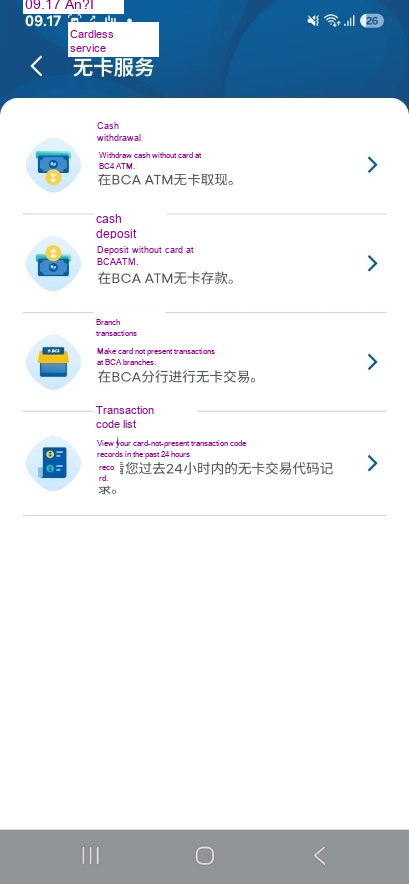 09.17 An?l
09.17
26
Cardless
service
无卡服务
Cash
withdrawal
Withdraw cash without card at
BC4 ATM.
在BCA ATM无卡取现。
cash
deposit
Deposit without card at
BCAATM.
在BCA ATM无卡存款。
Branch
transactions
Make card not present transactions
at BCA branches.
BCA
在BCA分行进行无卡交易。
Transaction
code list
View your card-not-present transaction code
records in the past 24 hours
reco
rd.
看您过去24小时内的无卡交易代码记
录。